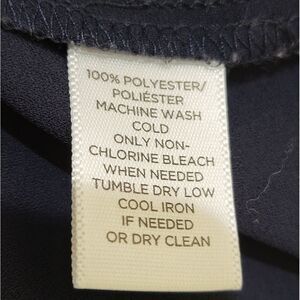 100% POLYESTER/
POLIÉSTER
MACHINE WASH
COLD
ONLY NON-
CHLORINE BLEACH
WHEN NEEDED
TUMBLE DRY LOW
COOL IRON
IF NEEDED
OR DRY CLEAN